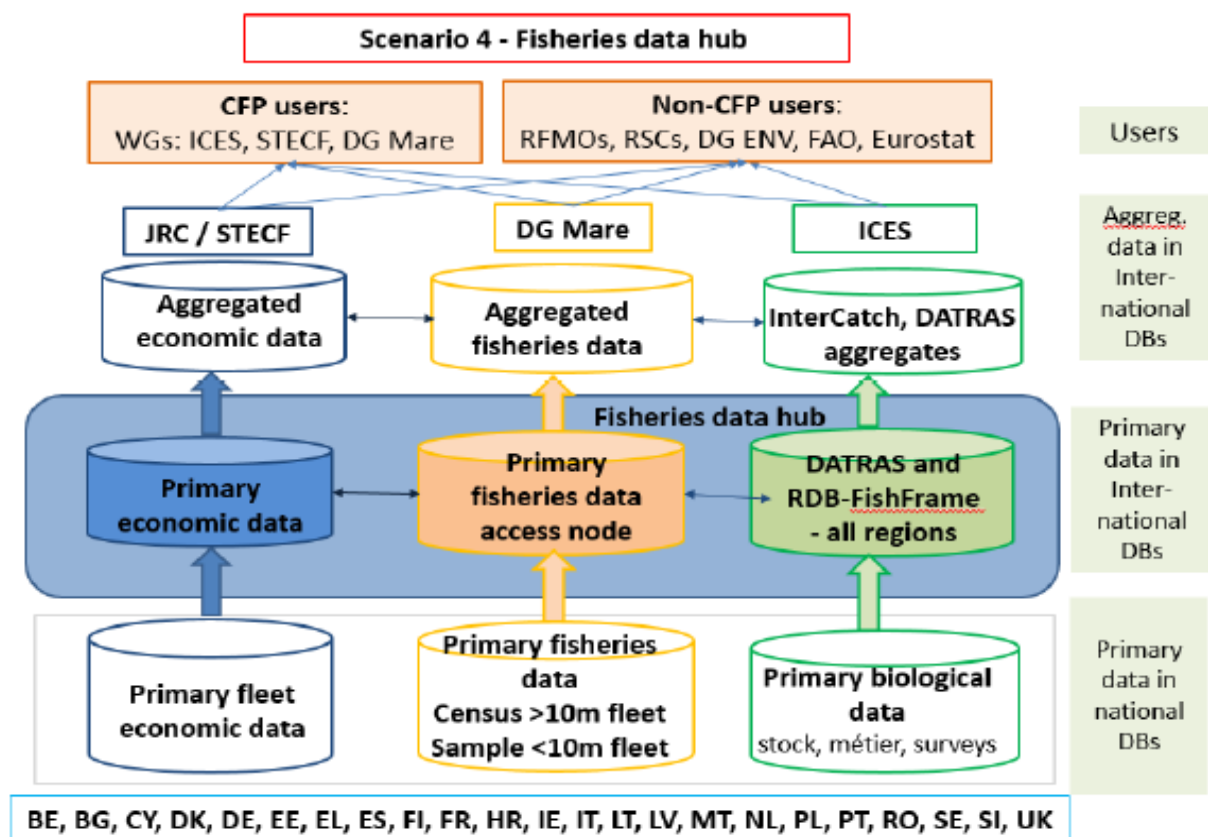 Scenario 4 - Fisheries data hub
CFP users:
WGs: ICES, STECF, DG Mare
Non-CFP users:
RFMOs, RSCs, DG ENV, FAO, Eurostat
Users
JRC / STECF
DG Mare
ICES
Aggreg.
data in
Inter-
national
DBs
Aggregated
economic data
Aggregated
fisheries data
InterCatch, DATRAS
aggregates
Fisheries data hub
Primary
economic data
Primary
fisheries data
access node
DATRAS and
RDB-FishFrame
- all regions
Primary
data in
Inter-
national
DBs
Primary fleet
economic data
Primary fisheries
data
Census >10m fleet
Sample <10m fleet
Primary biological
data
stock, métier, surveys
Primary
data in
national
DBs
BE, BG, CY, DK, DE, EE, EL, ES, FI, FR, HR, IE, IT, LT, LV, MT, NL, PL, PT, RO, SE, SI, UK